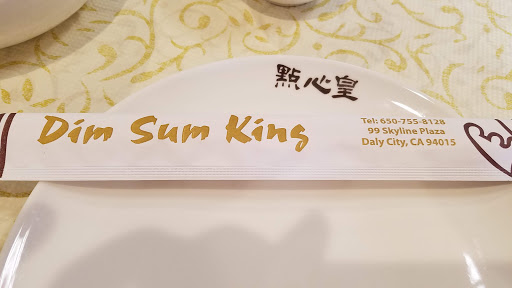 點心皇
Dim Sum King
Tel: 650-755-8128
99 Skyline Plaza
Daly City, CA 94015